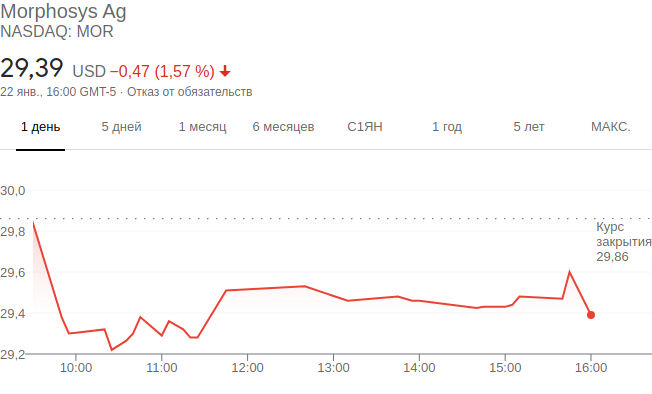 Morphosys Ag
NASDAQ: MOR
29,39 USD −0,47 (1,57 %)
22 янв., 16:00 GMT-5 · Отказ от обязательств
1 день 5 дней 1 месяц 6 месяцев С1ЯН 1 год 5 лет МАКС.
30,0
29,8
29,6
29,4
29,2
Курс
закрытия
29,86
10:00 11:00 12:00 13:00 14:00 15:00 16:00